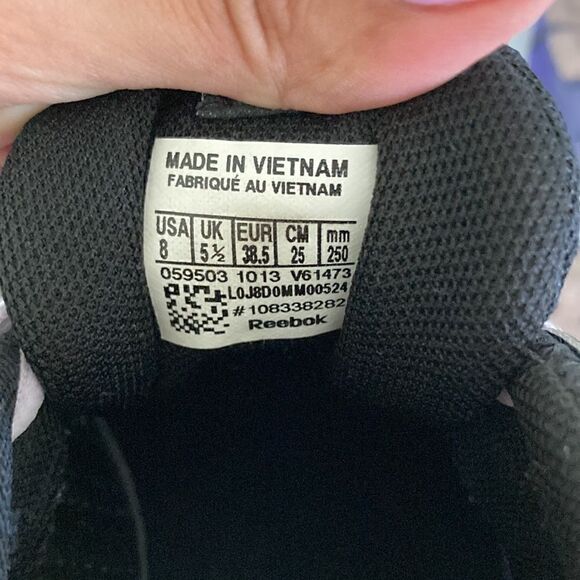 MADE IN VIETNAM
FABRIQUÉ AU VIETNAM
USA UK EUR CM mm
8 5½ 38.5 25 250
059503 1013 V61473
L0J8D0MM00524
#108338282
Reebok